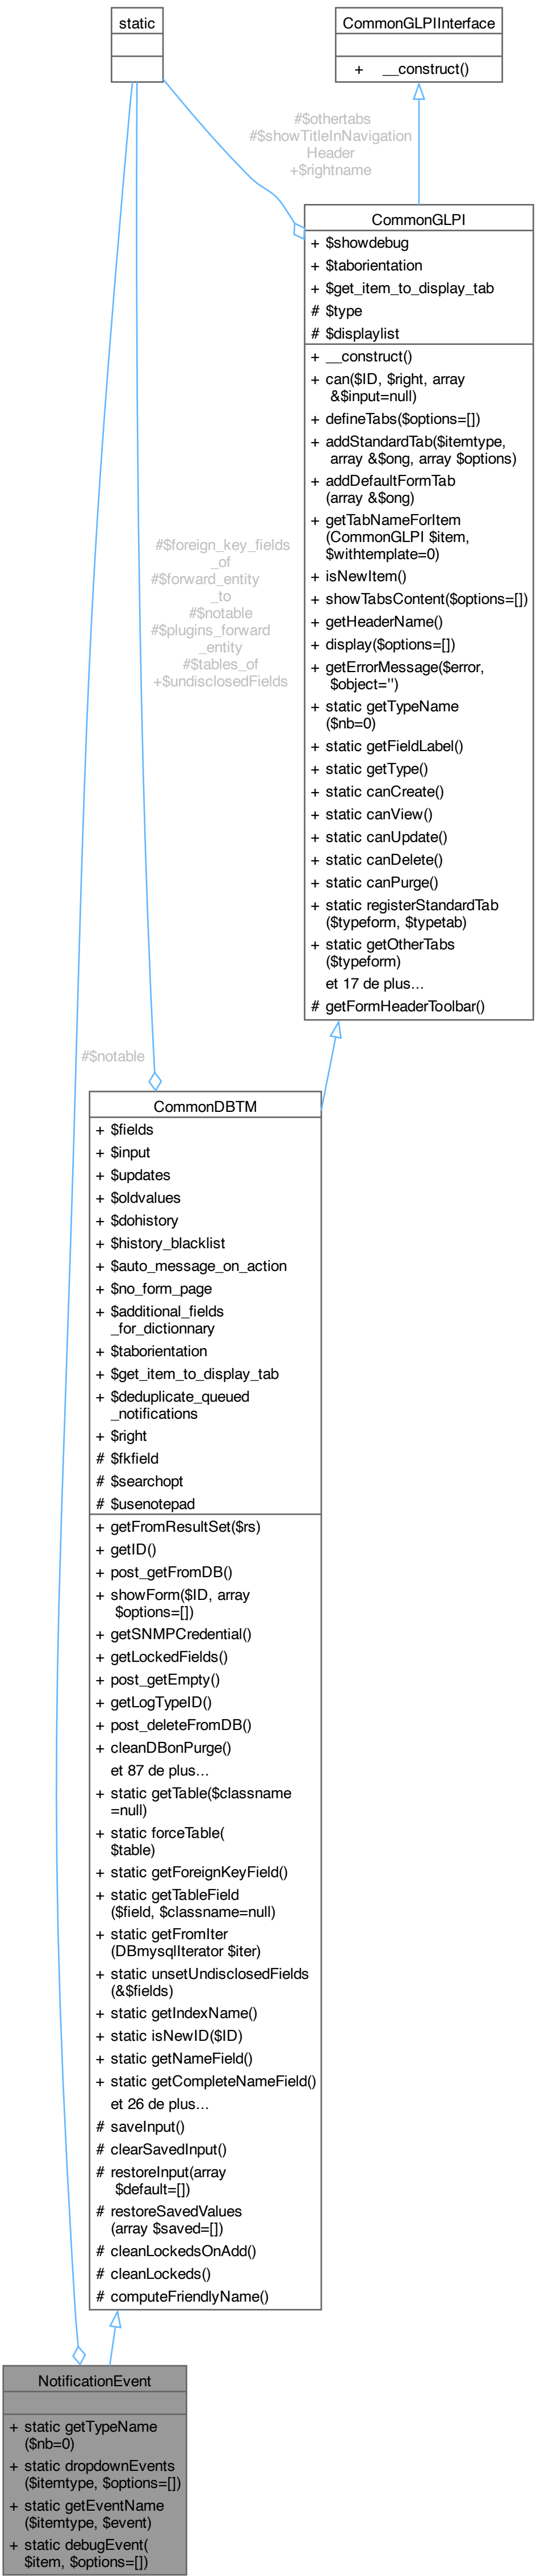 static
CommonGLPIInterface
+ __construct()
#$othertabs
#$showTitleInNavigation
Header
+$rightname
CommonGLPI
+ $showdebug
+ $taborientation
+ $get_item_to_display_tab
# $type
# $displaylist
+ __construct()
+ can($ID, $right, array
&$input=null)
+ defineTabs($options=[])
+ addStandardTab($itemtype,
array &$ong, array $options)
+ addDefaultFormTab
(array &$ong)
+ getTabNameForItem
(CommonGLPI $item,
$withtemplate=0)
+ isNewItem()
+ showTabsContent($options=[])
+ getHeaderName()
+ display($options=[])
+ getErrorMessage($error,
$object='')
+ static getTypeName
($nb=0)
+ static getFieldLabel()
+ static getType()
+ static canCreate()
+ static canView()
+ static canUpdate()
+ static canDelete()
+ static canPurge()
+ static registerStandardTab
($typeform, $typetab)
+ static getOtherTabs
($typeform)
et 17 de plus...
# getFormHeaderToolbar()
#$foreign_key_fields
_of
#$forward_entity
_to
#$notable
#$plugins_forward
_entity
#$tables_of
+$undisclosedFields
#$notable
CommonDBTM
+ $fields
+ $input
+ $updates
+ $oldvalues
+ $dohistory
+ $history_blacklist
+ $auto_message_on_action
+ $no_form_page
+ $additional_fields
_for_dictionnary
+ $taborientation
+ $get_item_to_display_tab
+ $deduplicate_queued
_notifications
+ $right
# $fkfield
# $searchopt
# $usenotepad
+ getFromResultSet($rs)
+ getID()
+ post_getFromDB()
+ showForm($ID, array
$options=[])
+ getSNMPCredential()
+ getLockedFields()
+ post_getEmpty()
+ getLogTypeID()
+ post_deleteFromDB()
+ cleanDBonPurge()
et 87 de plus...
+ static getTable($classname
=null)
+ static forceTable(
$table)
+ static getForeignKeyField()
+ static getTableField
($field, $classname=null)
+ static getFromIter
(DBmysqlIterator $iter)
+ static unsetUndisclosedFields
(&$fields)
+ static getIndexName()
+ static isNewID($ID)
+ static getNameField()
+ static getCompleteNameField()
et 26 de plus...
# saveInput()
# clearSavedInput()
# restoreInput(array
$default=[])
# restoreSavedValues
(array $saved=[])
# cleanLockedsOnAdd()
# cleanLockeds()
# computeFriendlyName()
NotificationEvent
+ static getTypeName
($nb=0)
+ static dropdownEvents
($itemtype, $options=[])
+ static getEventName
($itemtype, $event)
+ static debugEvent(
$item, $options=[])